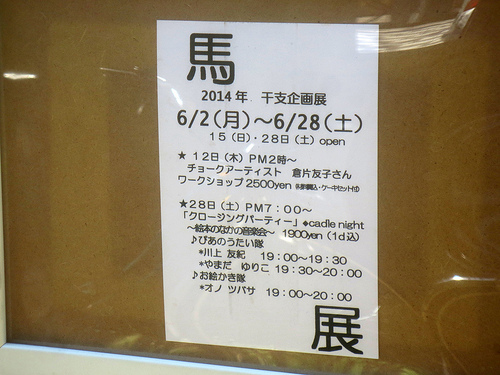 馬
2014年 干支企画展
6/2(月)〜6/28(土)
15(日)・28日(土) open
★ 12日(木) PM2時〜
チョークアーティスト 倉片友子さん
ワークショップ 2500yen
★28日(土) PM7:00〜
「クロージングパーティー」◆cadle night
〜絵本のなかの音楽会〜 1900yen (1d込)
♪ぴあのうたい隊
*川上 友紀 19:00〜19:30
*やまだ ゆりこ 19:30〜20:00
♪お絵かき隊
*オノ ツバサ 19:00〜20:00
展